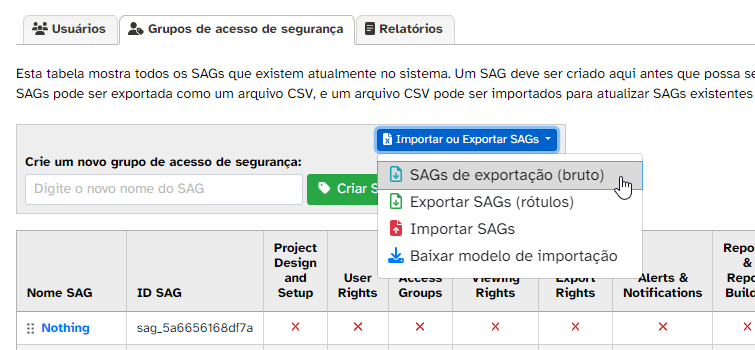 Usuários
Grupos de acesso de segurança
Relatórios
Esta tabela mostra todos os SAGs que existem atualmente no sistema. Um SAG deve ser criado aqui antes que possa
SAGs pode ser exportada como um arquivo CSV, e um arquivo CSV pode ser importados para atualizar SAGs existentes
Importar ou Exportar SAGs
Crie um novo grupo de acesso de segurança:
Digite o novo nome do SAG
Criar
SAGs de exportação (bruto)
Exportar SAGs (rótulos)
Importar SAGs
Baixar modelo de importação
Nome SAG
ID SAG
Project
Design
and
Setup
User
Rights
Access
Groups
Viewing
Rights
Export
Rights
Alerts &
Notifications
&
Nothing
sag_5a6656168df7a